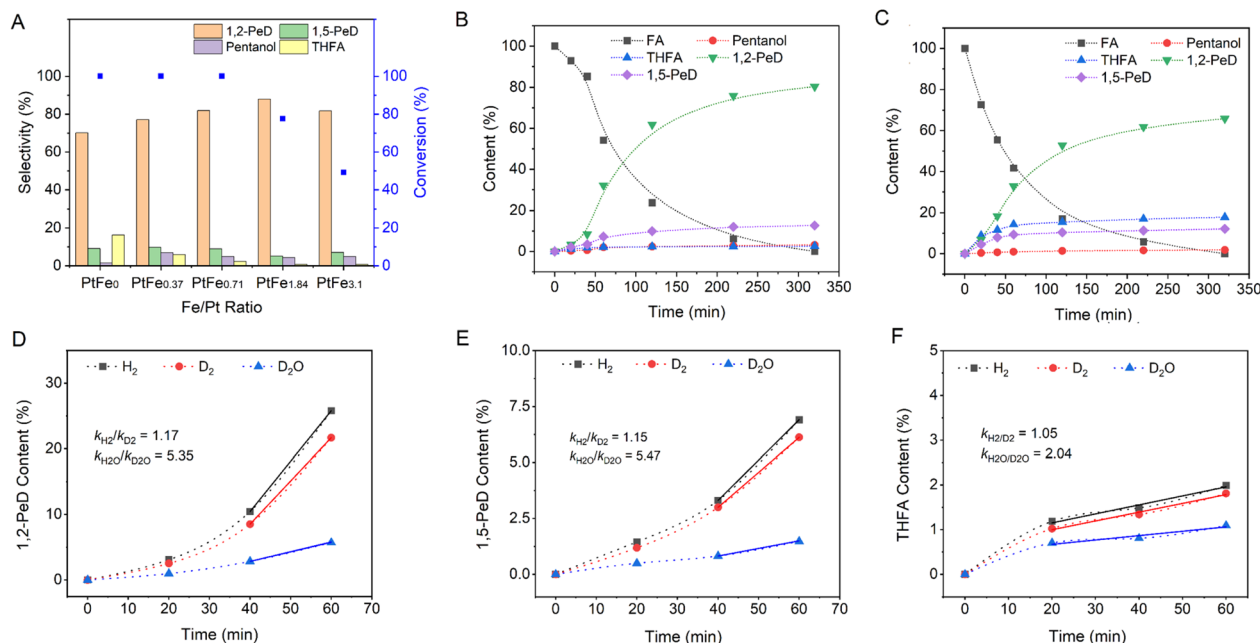 A
1,2-PeD 1,5-PeD
Pentanol THFA
Selectivity (%)
100
80
60
40
20
0
Conversion (%)
100
80
60
40
20
0
PtFe0 PtFe0.37 PtFe0.71 PtFe1.84 PtFe3.1
Fe/Pt Ratio
B
FA Pentanol
THFA 1,2-PeD
1,5-PeD
Content (%)
100
80
60
40
20
0
0 50 100 150 200 250 300 350
Time (min)
C
FA Pentanol
THFA 1,2-PeD
1,5-PeD
Content (%)
100
80
60
40
20
0
0 50 100 150 200 250 300 350
Time (min)
D
H2 D2 D2O
kH2/kD2 = 1.17
kH2O/kD2O = 5.35
1,2-PeD Content (%)
30
20
10
0
0 10 20 30 40 50 60 70
Time (min)
E
H2 D2 D2O
kH2/kD2 = 1.15
kH2O/kD2O = 5.47
1,5-PeD Content (%)
10.0
7.5
5.0
2.5
0.0
0 10 20 30 40 50 60 70
Time (min)
F
H2 D2 D2O
kH2/D2 = 1.05
kH2O/D2O = 2.04
THFA Content (%)
5
4
3
2
1
0
0 10 20 30 40 50 60 70
Time (min)